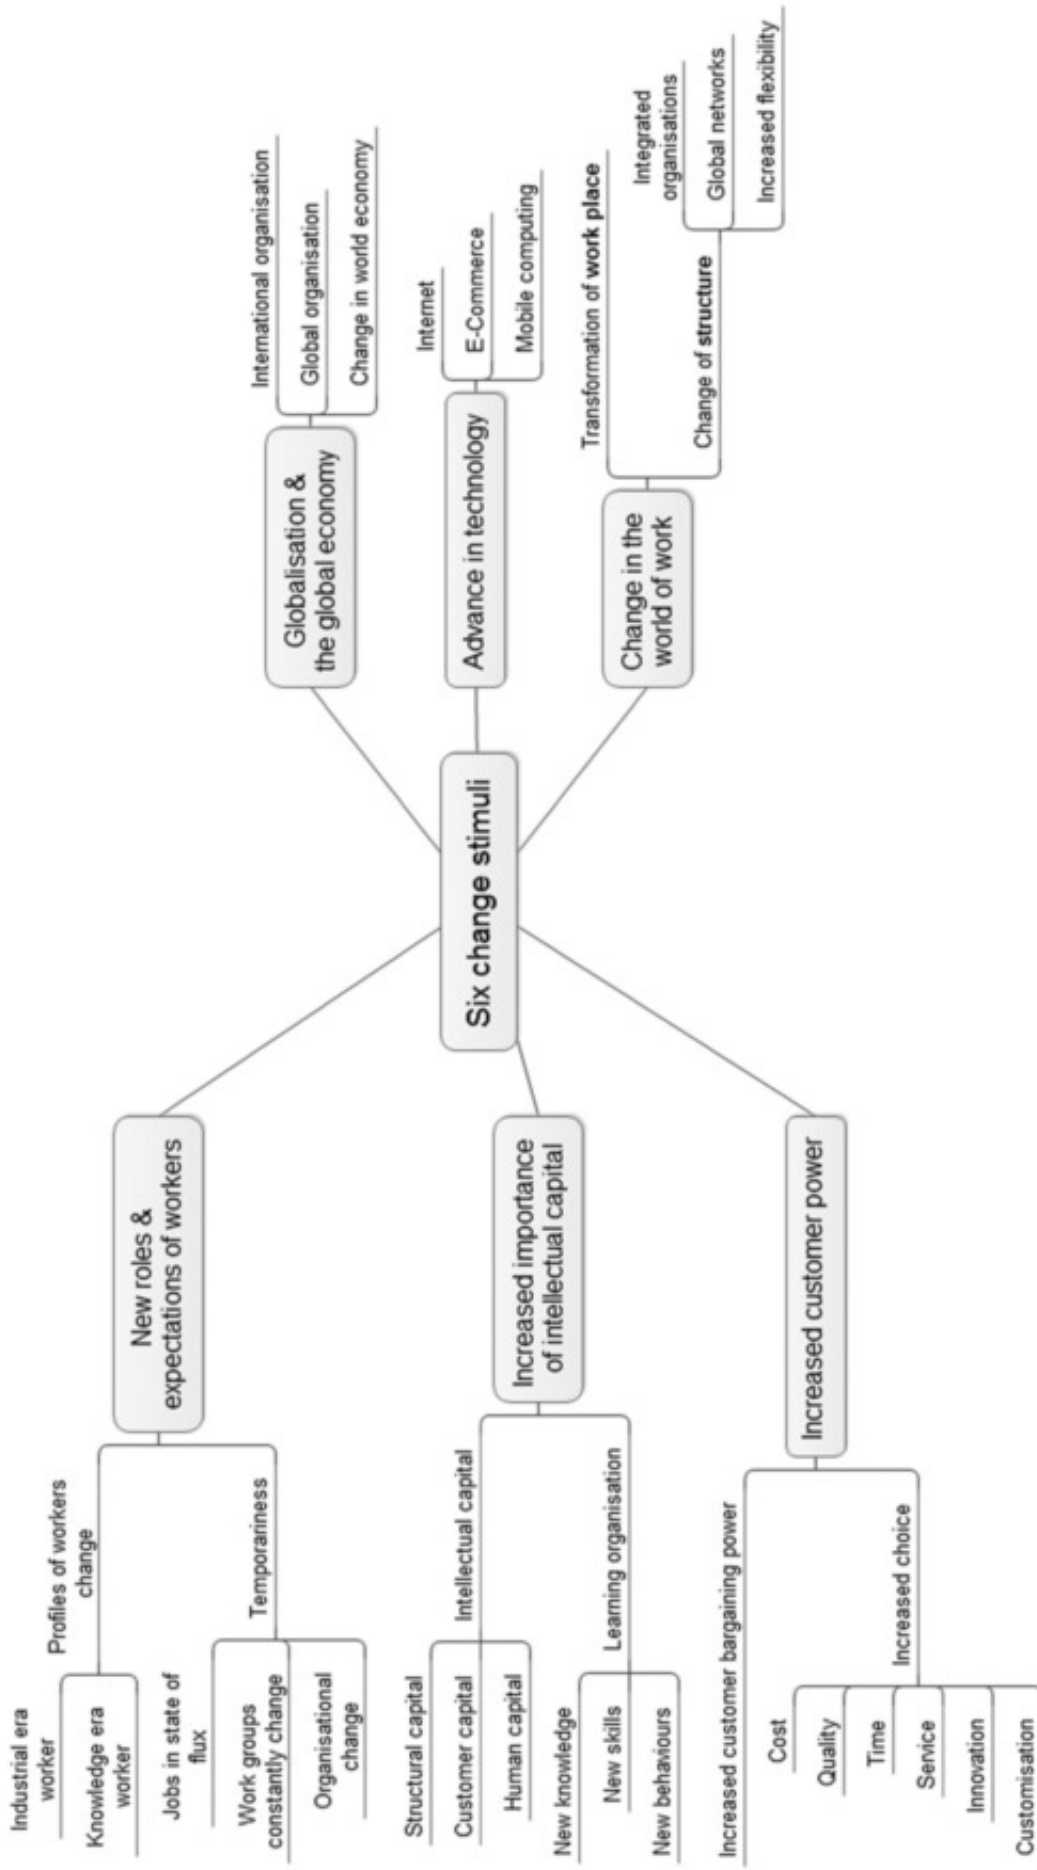 Six change stimuli
Globalisation &
the global economy
International organisation
Global organisation
Change in world economy
Advance in technology
Internet
E-Commerce
Mobile computing
Change in the
world of work
Transformation of work place
Change of structure
Integrated
organisations
Global networks
Increased flexibility
New roles &
expectations of workers
Profiles of workers
change
Industrial era
worker
Knowledge era
worker
Temporariness
Jobs in state of
flux
Work groups
constantly change
Organisational
change
Increased importance
of intellectual capital
Intellectual capital
Structural capital
Customer capital
Human capital
Learning organisation
New knowledge
New skills
New behaviours
Increased customer power
Increased customer bargaining power
Increased choice
Cost
Quality
Time
Service
Innovation
Customisation